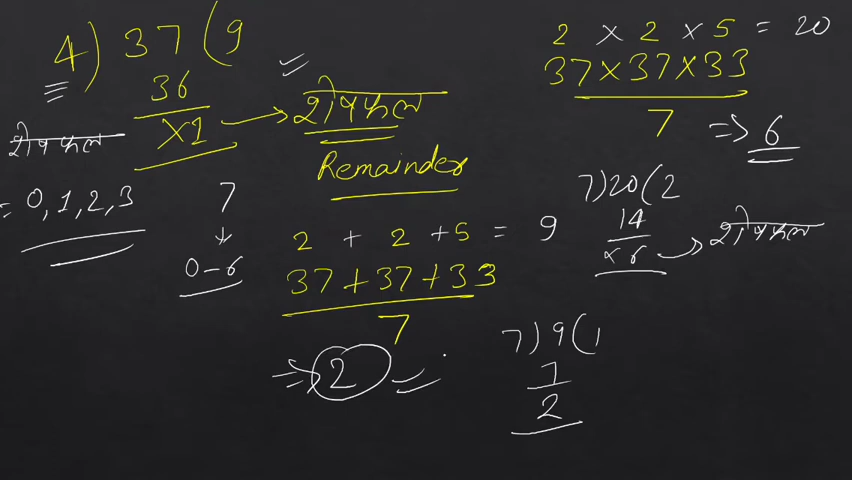 4) 37 (9
36
×1
शेषफल
Remainder
शेषफल
= 0, 1, 2, 3
7
↓
0 - 6
2 + 2 + 5 = 9
37 + 37 + 33
7
⇒ 2
2 × 2 × 5 = 20
37 × 37 × 33
7
⇒ 6
7) 20 (2
14
×6 → शेषफल
7) 9 (1
7
2